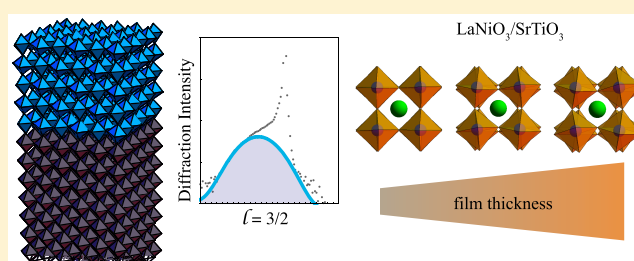 Diffraction Intensity
ℓ = 3/2
LaNiO₃/SrTiO₃
film thickness